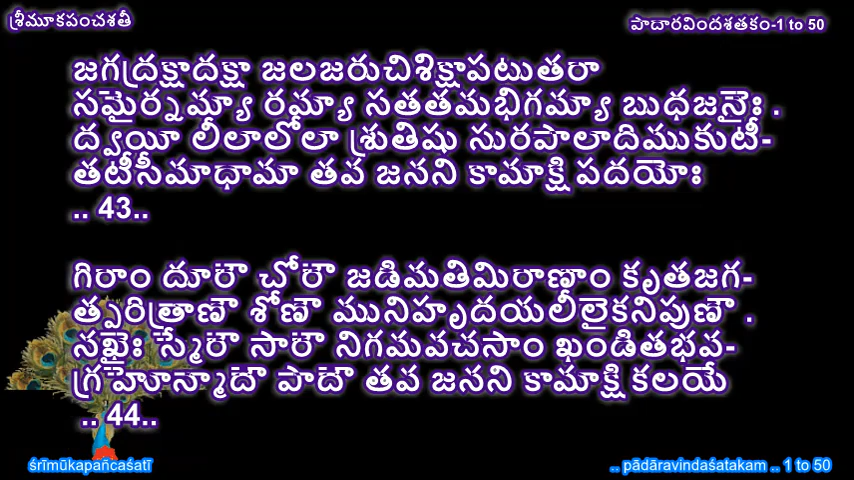 శ్రీమూకపంచశతీ
పాదారవిందశతకం-1 to 50
జగద్రక్షాదక్షా జలజరుచిశిక్షాపటుతరా
సమైర్నమ్యా రమ్యా సతతమభిగమ్యా బుధజనైః .
ద్వయీ లీలాలోలా శ్రుతిషు సురపాలాదిముకుటీ-
తటీసీమాధామా తవ జనని కామాక్షి పదయోః
.. 43..
గిరాం దూరౌ చోరౌ జడిమతిమిరాణాం కృతజగ-
త్పరిత్రాణౌ శోణౌ మునిహృదయలీలైకనిపుణౌ .
నఖైః స్మేరౌ సారౌ నిగమవచసాం ఖండితభవ-
గ్రహోన్మాదౌ పాదౌ తవ జనని కామాక్షి కలయే
.. 44..
śrīmūkapañcaśatī
.. pādāravindaśatakam .. 1 to 50